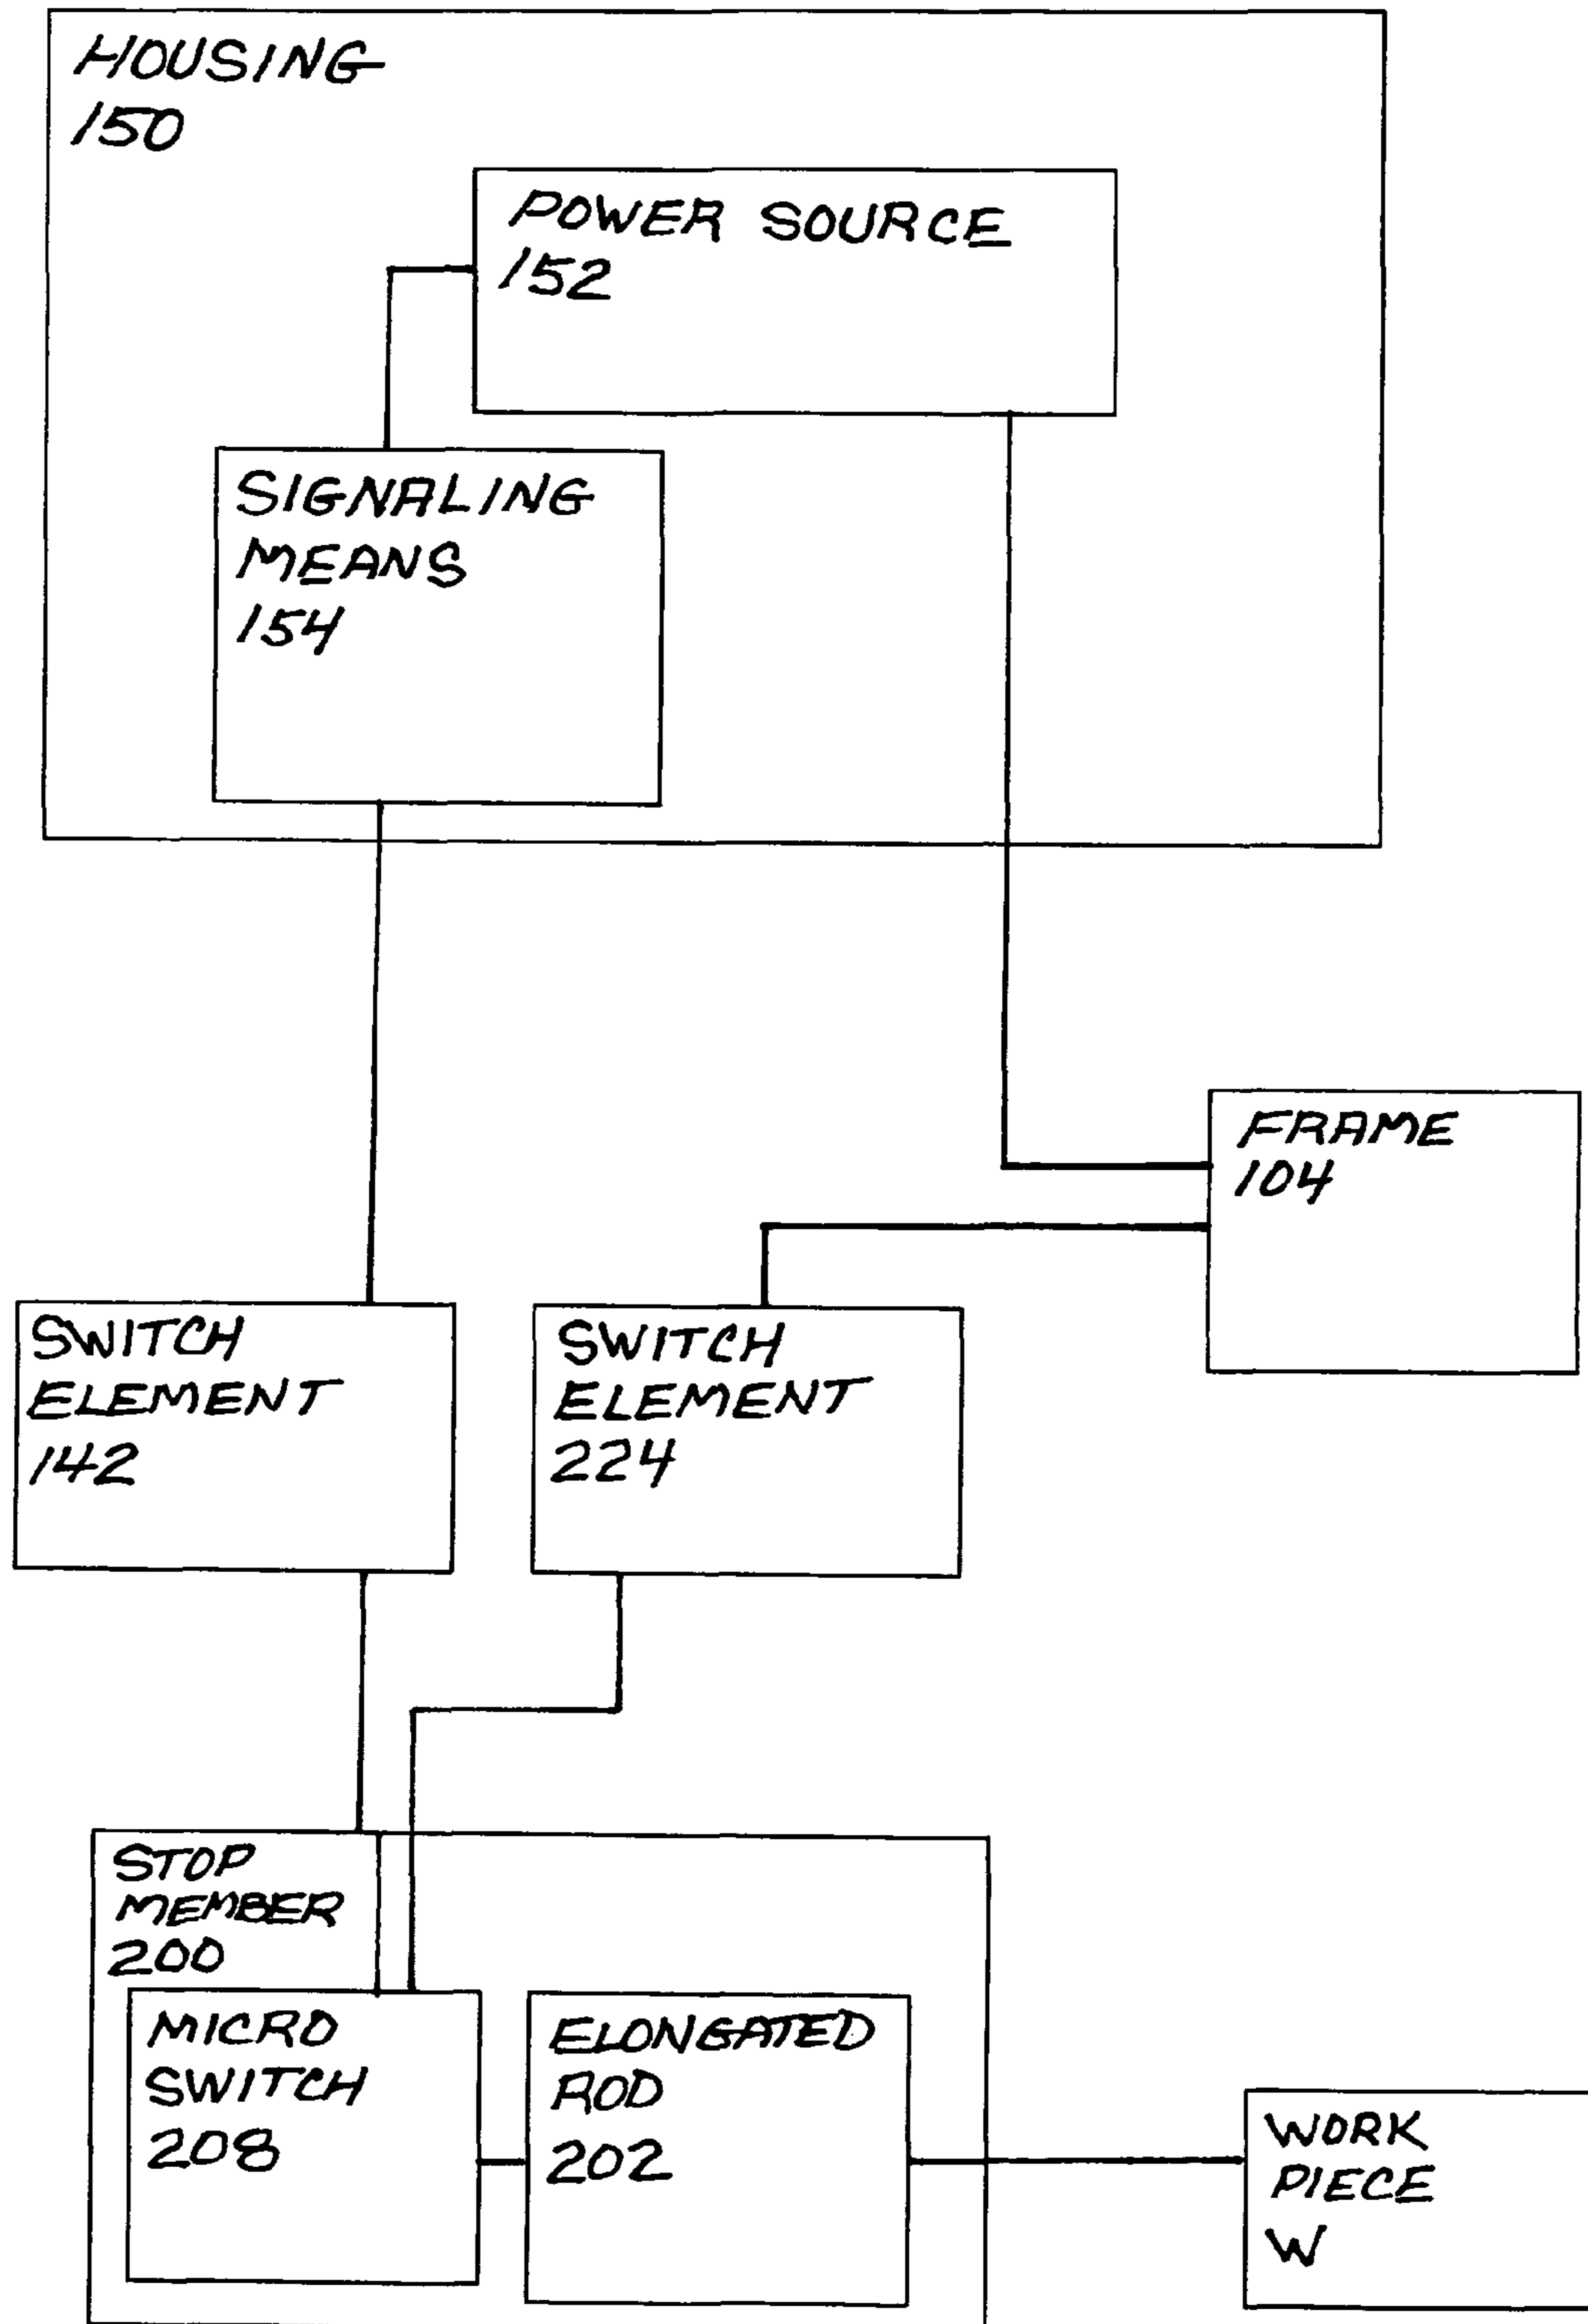 HOUSING
150
POWER SOURCE
152
SIGNALING
MEANS
154
FRAME
104
SWITCH
ELEMENT
142
SWITCH
ELEMENT
224
STOP
MEMBER
200
MICRO
SWITCH
208
ELONGATED
ROD
202
WORK
PIECE
W